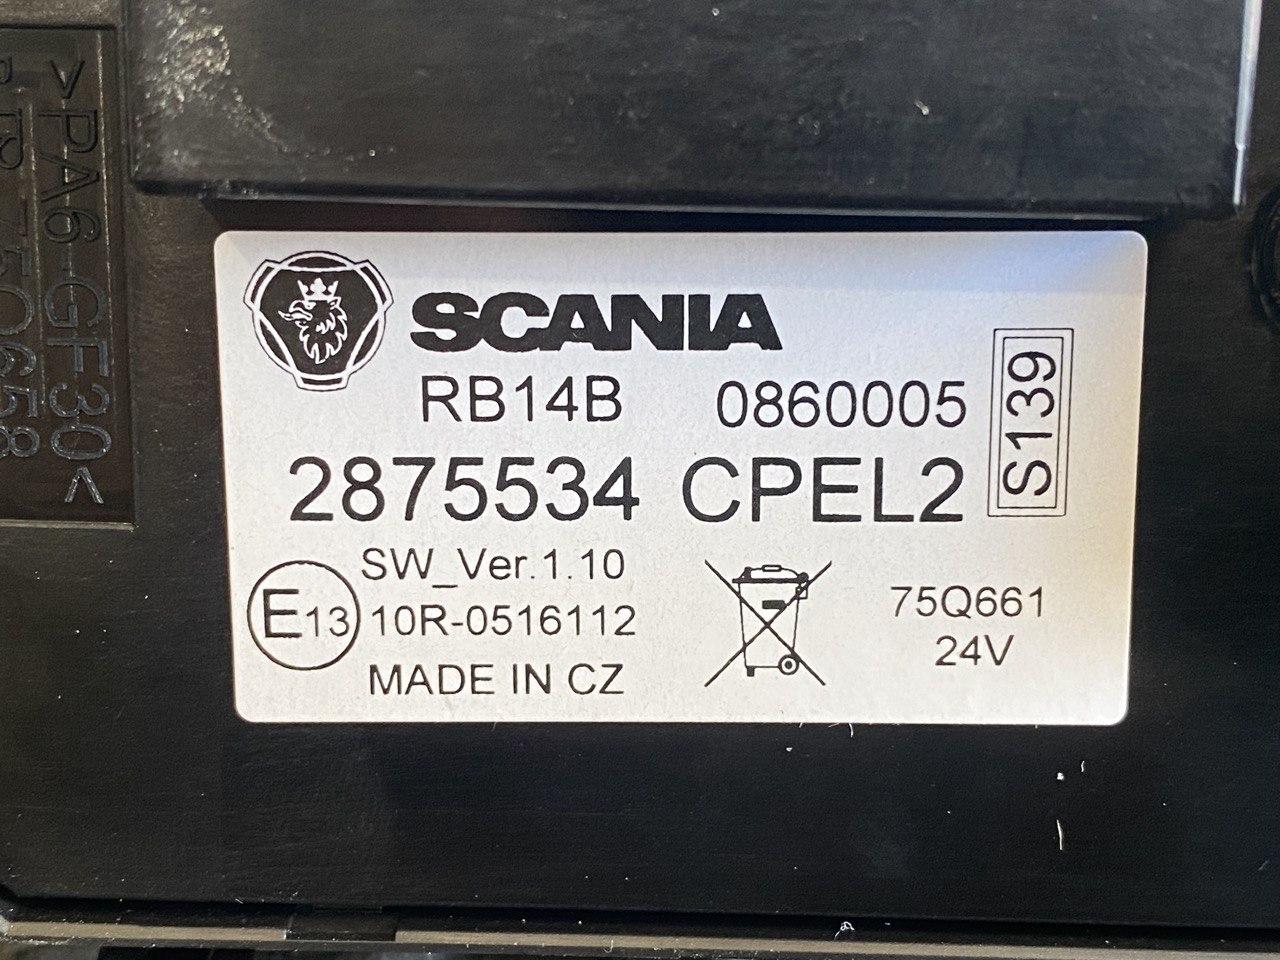 SCANIA
RB14B 0860005
S139
2875534 CPEL2
SW_Ver.1.10
E13 10R-0516112
MADE IN CZ
75Q661
24V
>PA6-GF30<